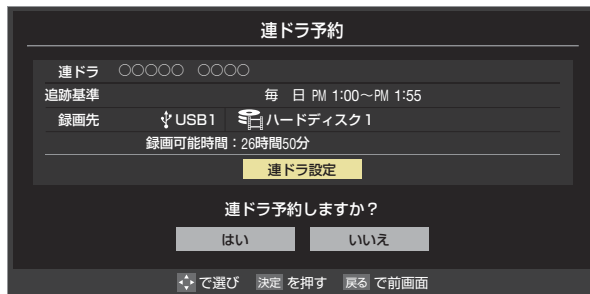 連ドラ予約
連ドラ ○○○○○ ○○○○
追跡基準 毎 日 PM 1:00～PM 1:55
録画先 USB1 ハードディスク1
録画可能時間：26時間50分
連ドラ設定
連ドラ予約しますか？
はい いいえ
で選び 決定 を押す 戻る で前画面